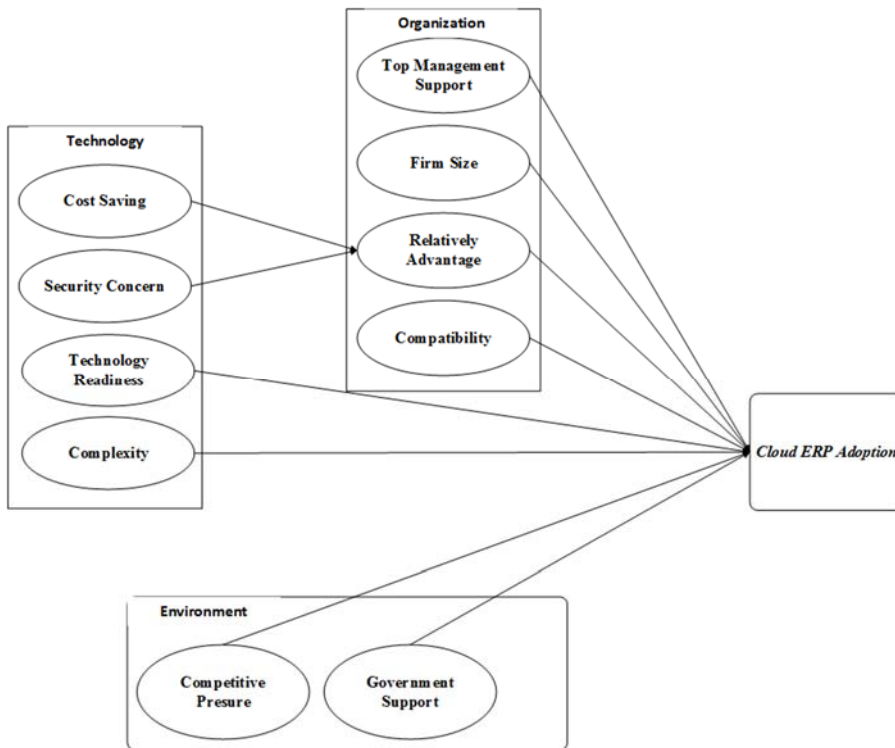 Organization
Top Management
Support
Firm Size
Relatively
Advantage
Compatibility
Technology
Cost Saving
Security Concern
Technology
Readiness
Complexity
Cloud ERP Adoption
Environment
Competitive
Presure
Government
Support